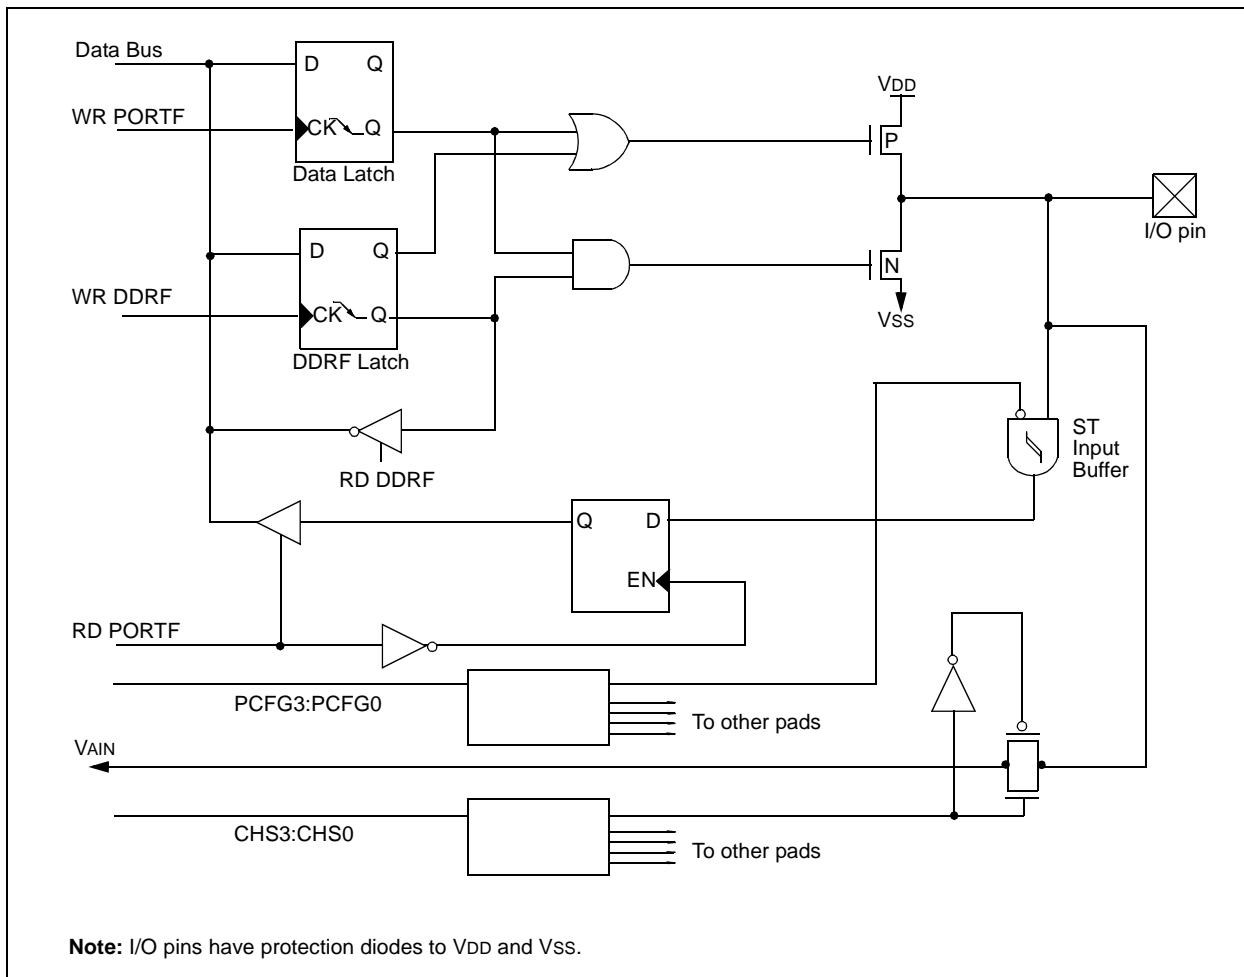 Data Bus
D Q
VDD
WR PORTF
CK Q
P
Data Latch
I/O pin
D Q
N
WR DDRF
CK Q
VSS
DDRF Latch
ST
Input
Buffer
RD DDRF
Q D
EN
RD PORTF
PCFG3:PCFG0
To other pads
VAIN
CHS3:CHS0
To other pads
Note: I/O pins have protection diodes to VDD and VSS.